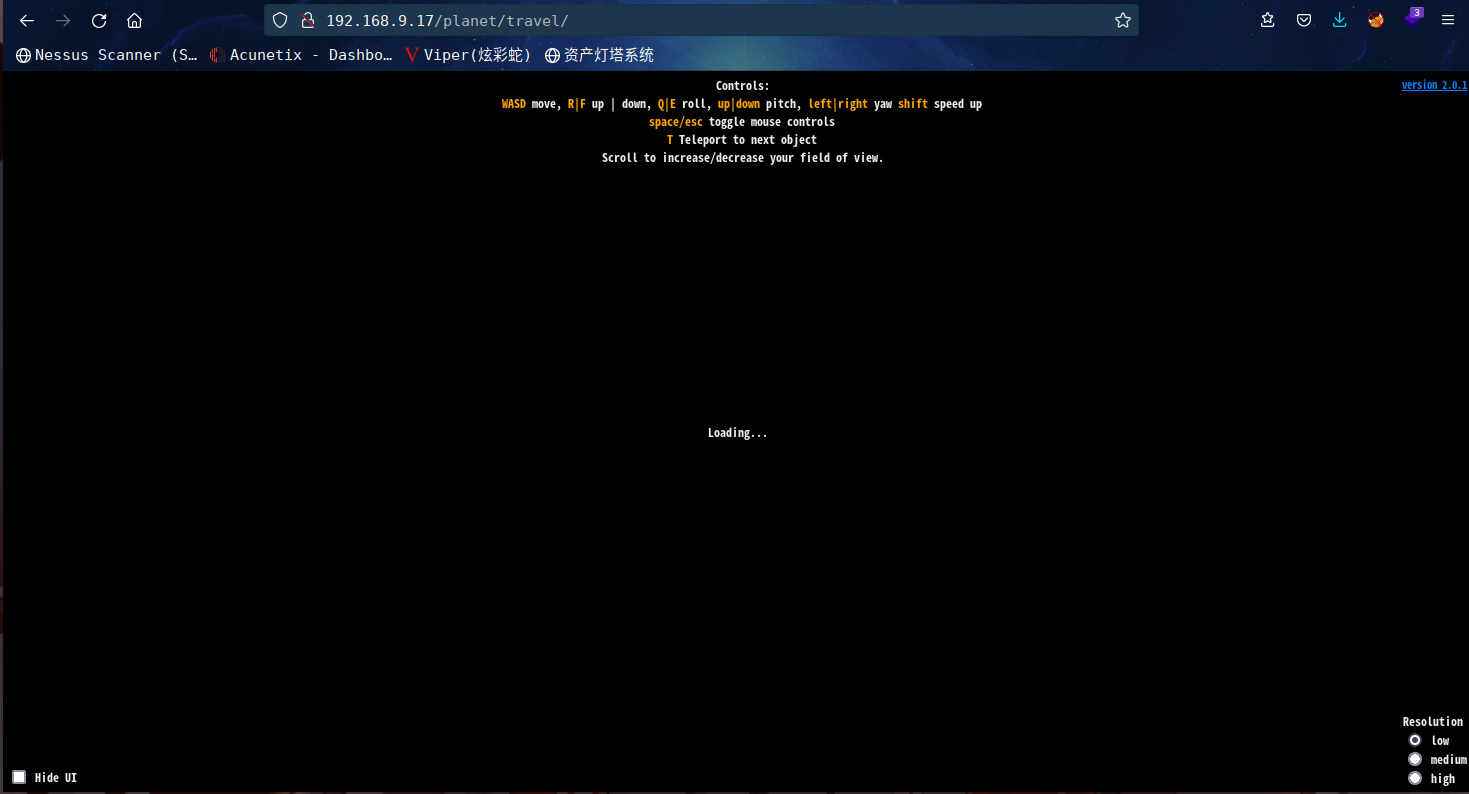 192.168.9.17/planet/travel/
3
Nessus Scanner (S… Acunetix - Dashbo… Viper(炫彩蛇) 资产灯塔系统
Controls:
version 2.0.1
WASD move, R|F up | down, Q|E roll, up|down pitch, left|right yaw shift speed up
space/esc toggle mouse controls
T Teleport to next object
Scroll to increase/decrease your field of view.
Loading...
Resolution
low
medium
high
Hide UI